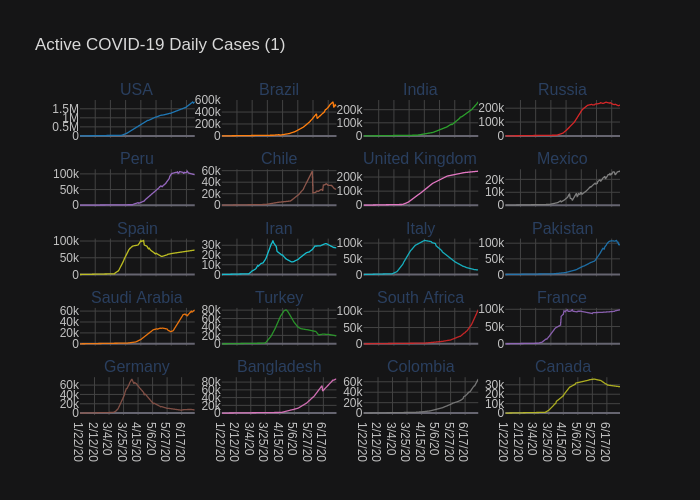 Active COVID-19 Daily Cases (1)
USA
Brazil
India
Russia
1.5M
1M
0.5M
0
600k
400k
200k
0
200k
100k
0
200k
100k
0
Peru
Chile
United Kingdom
Mexico
100k
50k
0
60k
40k
20k
0
200k
100k
0
20k
10k
0
Spain
Iran
Italy
Pakistan
100k
50k
0
30k
20k
10k
0
100k
50k
0
100k
50k
0
Saudi Arabia
Turkey
South Africa
France
60k
40k
20k
0
80k
60k
40k
20k
0
100k
50k
0
100k
50k
0
Germany
Bangladesh
Colombia
Canada
60k
40k
20k
0
80k
60k
40k
20k
0
60k
40k
20k
0
30k
20k
10k
0
1/22/20
2/12/20
3/4/20
3/25/20
4/15/20
5/6/20
5/27/20
6/17/20
1/22/20
2/12/20
3/4/20
3/25/20
4/15/20
5/6/20
5/27/20
6/17/20
1/22/20
2/12/20
3/4/20
3/25/20
4/15/20
5/6/20
5/27/20
6/17/20
1/22/20
2/12/20
3/4/20
3/25/20
4/15/20
5/6/20
5/27/20
6/17/20